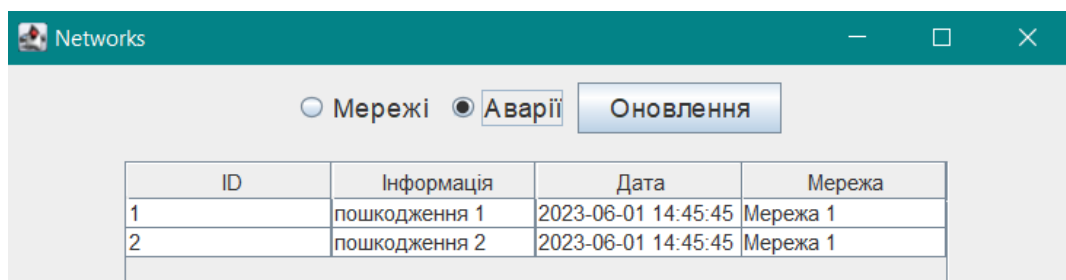 Networks
Мережі Аварії Оновлення
ID Інформація Дата Мережа
1 пошкодження 1 2023-06-01 14:45:45 Мережа 1
2 пошкодження 2 2023-06-01 14:45:45 Мережа 1